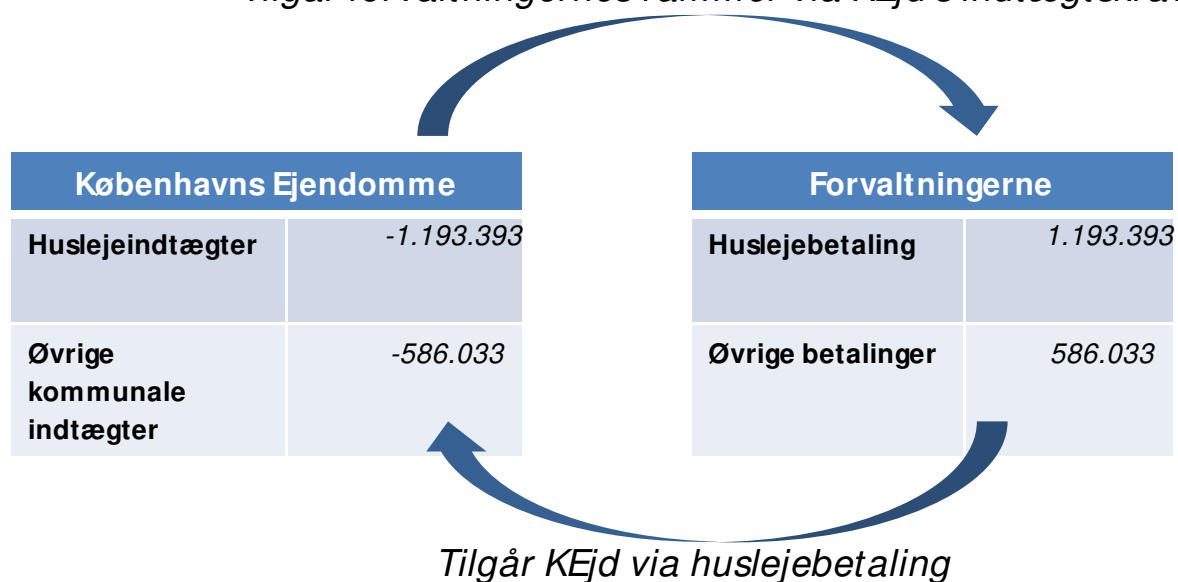 København Ejendomme Forvaltningerne
Huslejeindtægter -1.193.393 Huslejebetaling 1.193.393
Øvrige -586.033 Øvrige betalinger 586.033
kommunale
indtægter
Tilgår KEjd via huslejebetaling